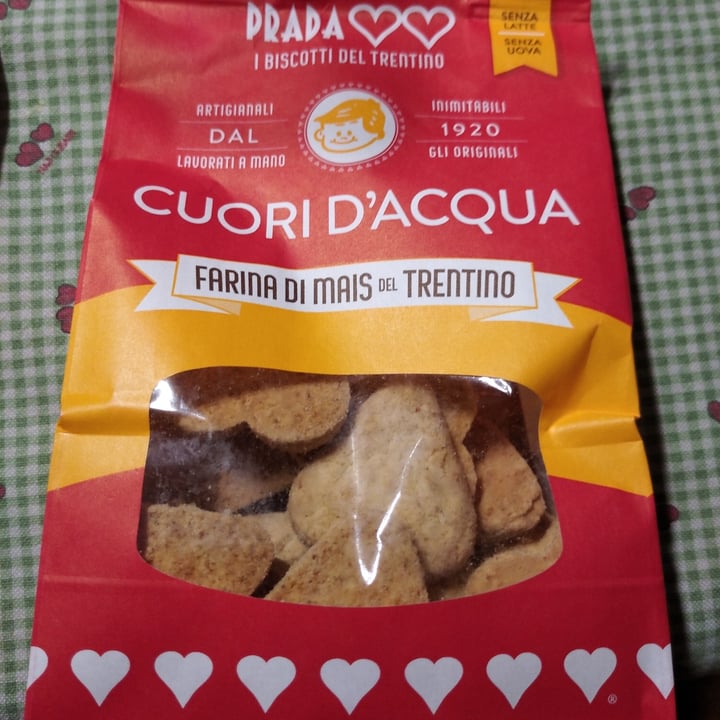 PRADA
I BISCOTTI DEL TRENTINO
SENZA
LATTE
SENZA
UOVA
ARTIGIANALI
DAL
LAVORATI A MANO
INIMITABILI
1920
GLI ORIGINALI
CUORI D'ACQUA
FARINA DI MAIS DEL TRENTINO
®